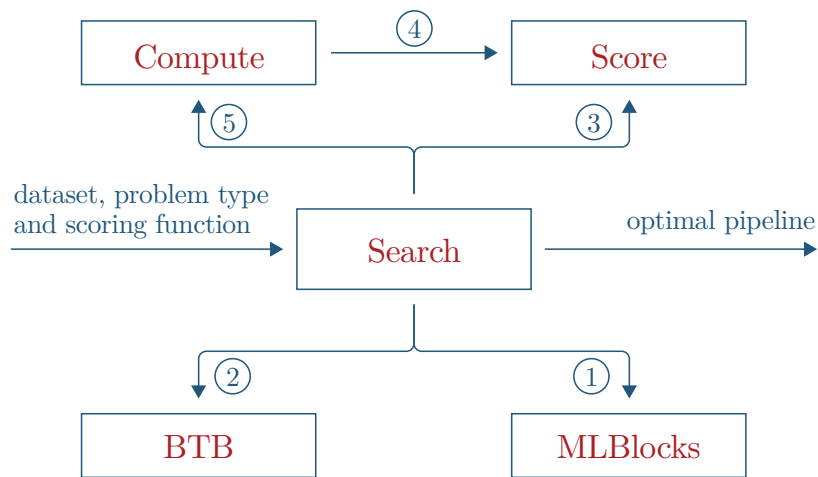 4
Compute
Score
5
3
dataset, problem type
and scoring function
optimal pipeline
Search
2
1
BTB
MLBlocks